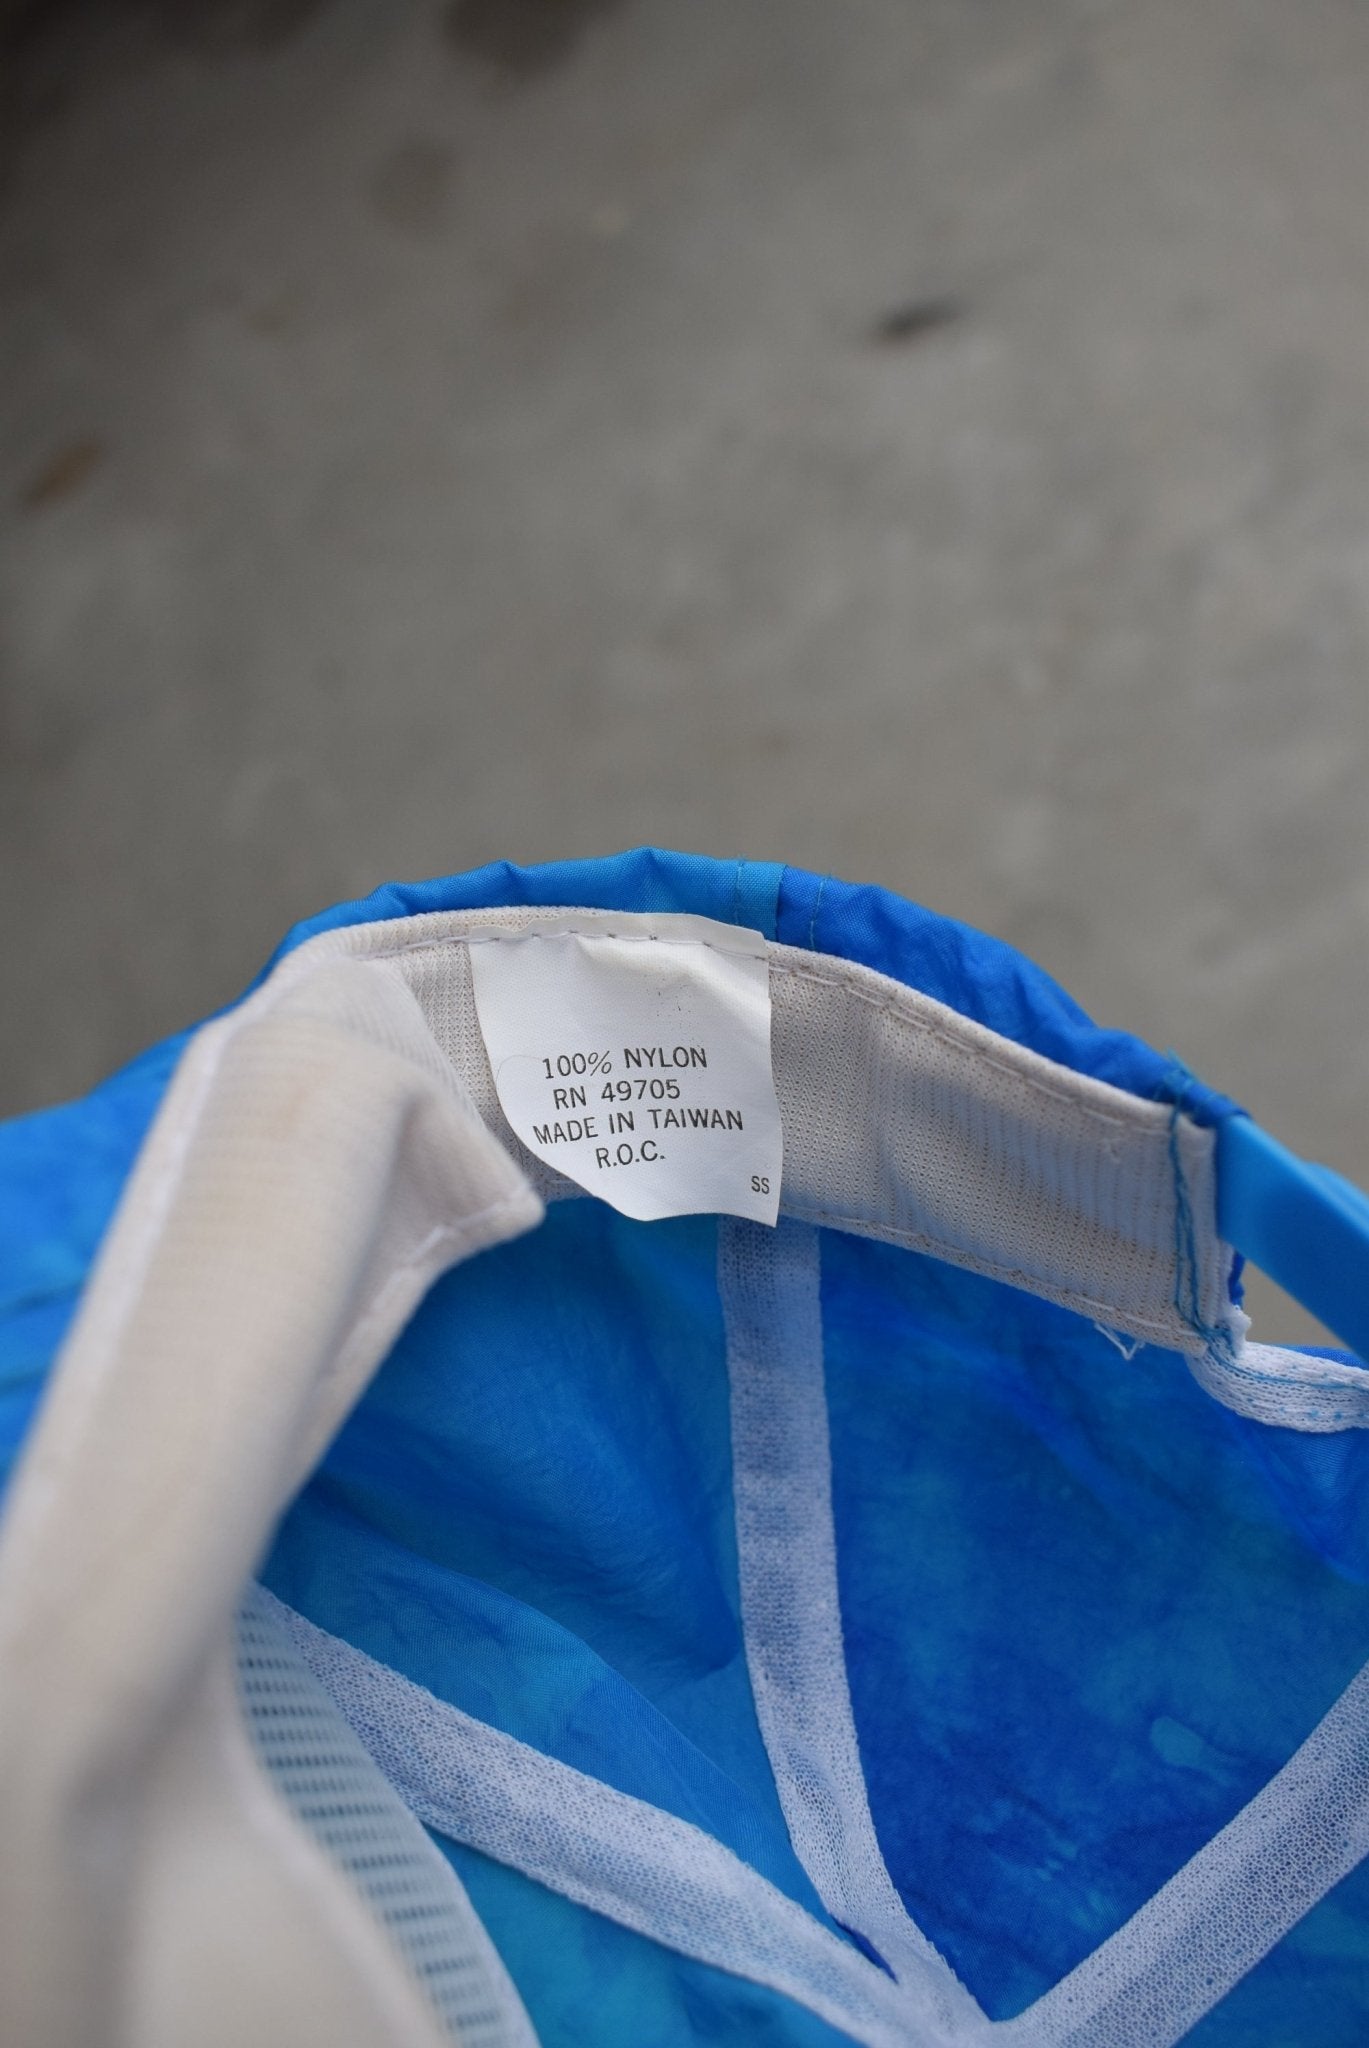 100% NYLON
RN 49705
MADE IN TAIWAN
R.O.C.
SS